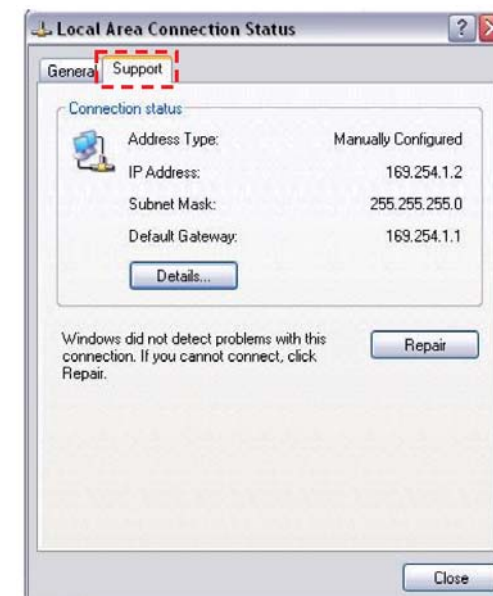 Local Area Connection Status
?
General
Support
Connection status
Address Type: Manually Configured
IP Address: 169.254.1.2
Subnet Mask: 255.255.255.0
Default Gateway: 169.254.1.1
Details...
Windows did not detect problems with this
connection. If you cannot connect, click
Repair.
Repair
Close